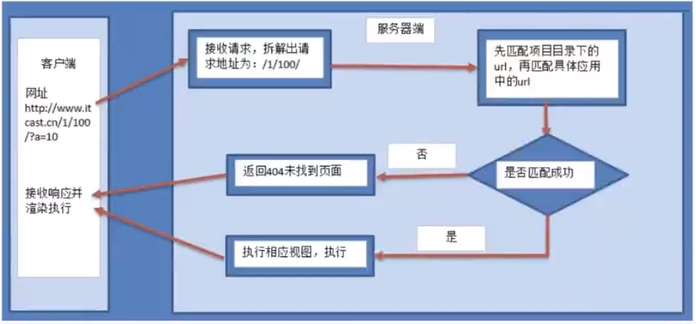 客户端
网址
http://www.it
cast.cn/1/100
/?a=10
接收响应并
渲染执行
服务器端
接收请求，拆解出请
求地址为：/1/100/
先匹配项目目录下的
url，再匹配具体应用
中的url
是否匹配成功
否
返回404未找到页面
是
执行相应视图，执行